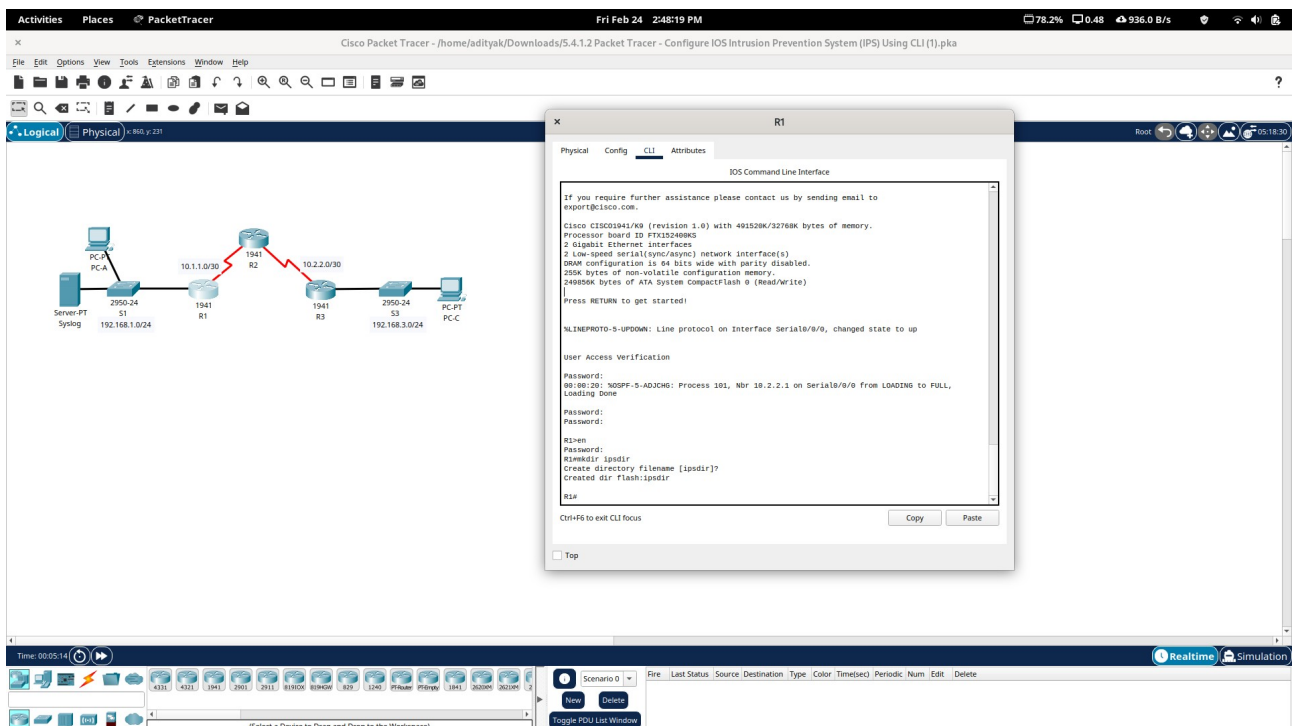 Activities Places PacketTracer Fri Feb 24 2:48:19 PM 78.2% 0.48 936.0 B/s
Cisco Packet Tracer - /home/adityak/Downloads/5.4.1.2 Packet Tracer - Configure IOS Intrusion Prevention System (IPS) Using CLI (1).pka
File Edit Options View Tools Extensions Window Help
?
Logical Physical x: 860, y: 231 Root 05:18:30
PC-PT
PC-A
Server-PT
Syslog
2950-24
S1
192.168.1.0/24
10.1.1.0/30
1941
R1
1941
R2
10.2.2.0/30
1941
R3
2950-24
S3
192.168.3.0/24
PC-PT
PC-C
R1
Physical Config CLI Attributes
IOS Command Line Interface
If you require further assistance please contact us by sending email to
export@cisco.com.
Cisco CISCO1941/K9 (revision 1.0) with 491520K/32768K bytes of memory.
Processor board ID FTX152400KS
2 Gigabit Ethernet interfaces
2 Low-speed serial(sync/async) network interface(s)
DRAM configuration is 64 bits wide with parity disabled.
255K bytes of non-volatile configuration memory.
249856K bytes of ATA System CompactFlash 0 (Read/Write)
Press RETURN to get started!
%LINEPROTO-5-UPDOWN: Line protocol on Interface Serial0/0/0, changed state to up
User Access Verification
Password:
00:00:20: %OSPF-5-ADJCHG: Process 101, Nbr 10.2.2.1 on Serial0/0/0 from LOADING to FULL,
Loading Done
Password:
Password:
R1>en
Password:
R1#mkdir ipsdir
Create directory filename [ipsdir]?
Created dir flash:ipsdir
R1#
Ctrl+F6 to exit CLI focus Copy Paste
Top
Time: 00:05:14 Realtime Simulation
4331 4321 1941 2901 2911 819IOX 819HGW 829 1240 PT-Router PT-Empty 1841 2620XM 2621XM 2
Scenario 0 Fire Last Status Source Destination Type Color Time(sec) Periodic Num Edit Delete
New Delete
Toggle PDU List Window
(Select a Device to Drag and Drop to the Workspace)